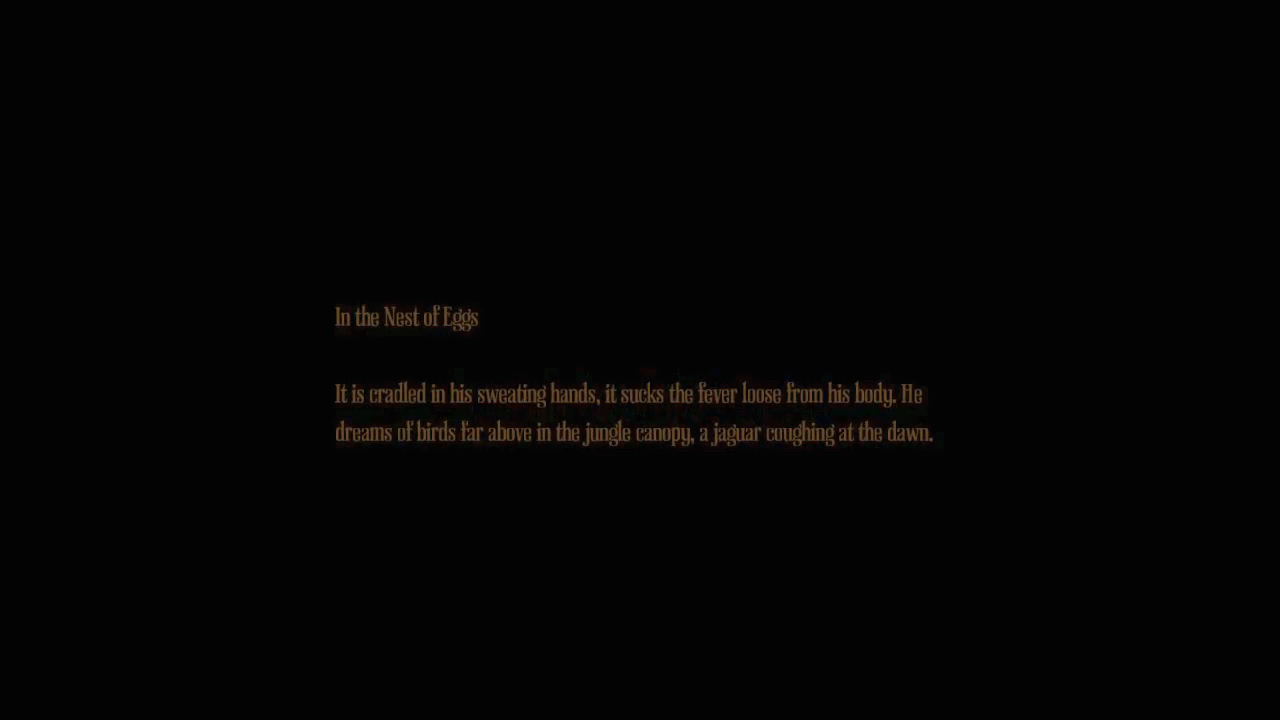 In the Nest of Eggs
It is cradled in his sweating hands, it sucks the fever loose from his body. He
dreams of birds far above in the jungle canopy, a jaguar coughing at the dawn.